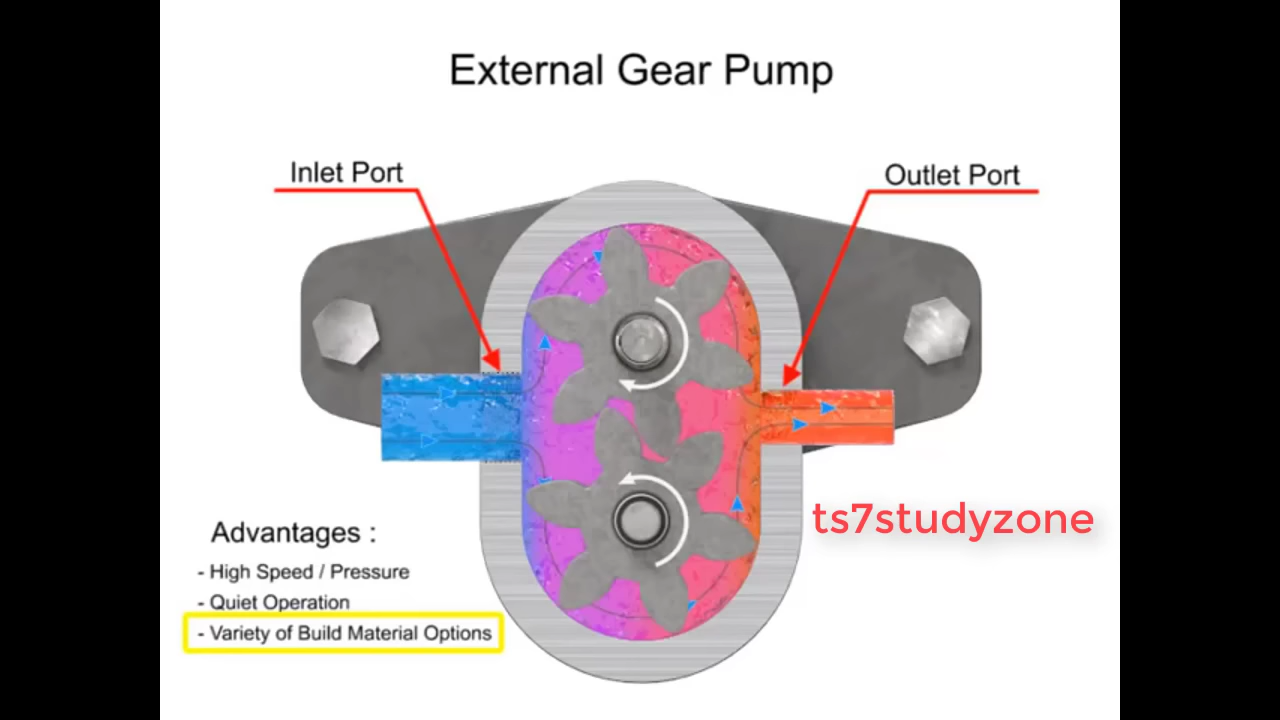 External Gear Pump
Inlet Port
Outlet Port
ts7studyzone
Advantages :
- High Speed / Pressure
- Quiet Operation
- Variety of Build Material Options